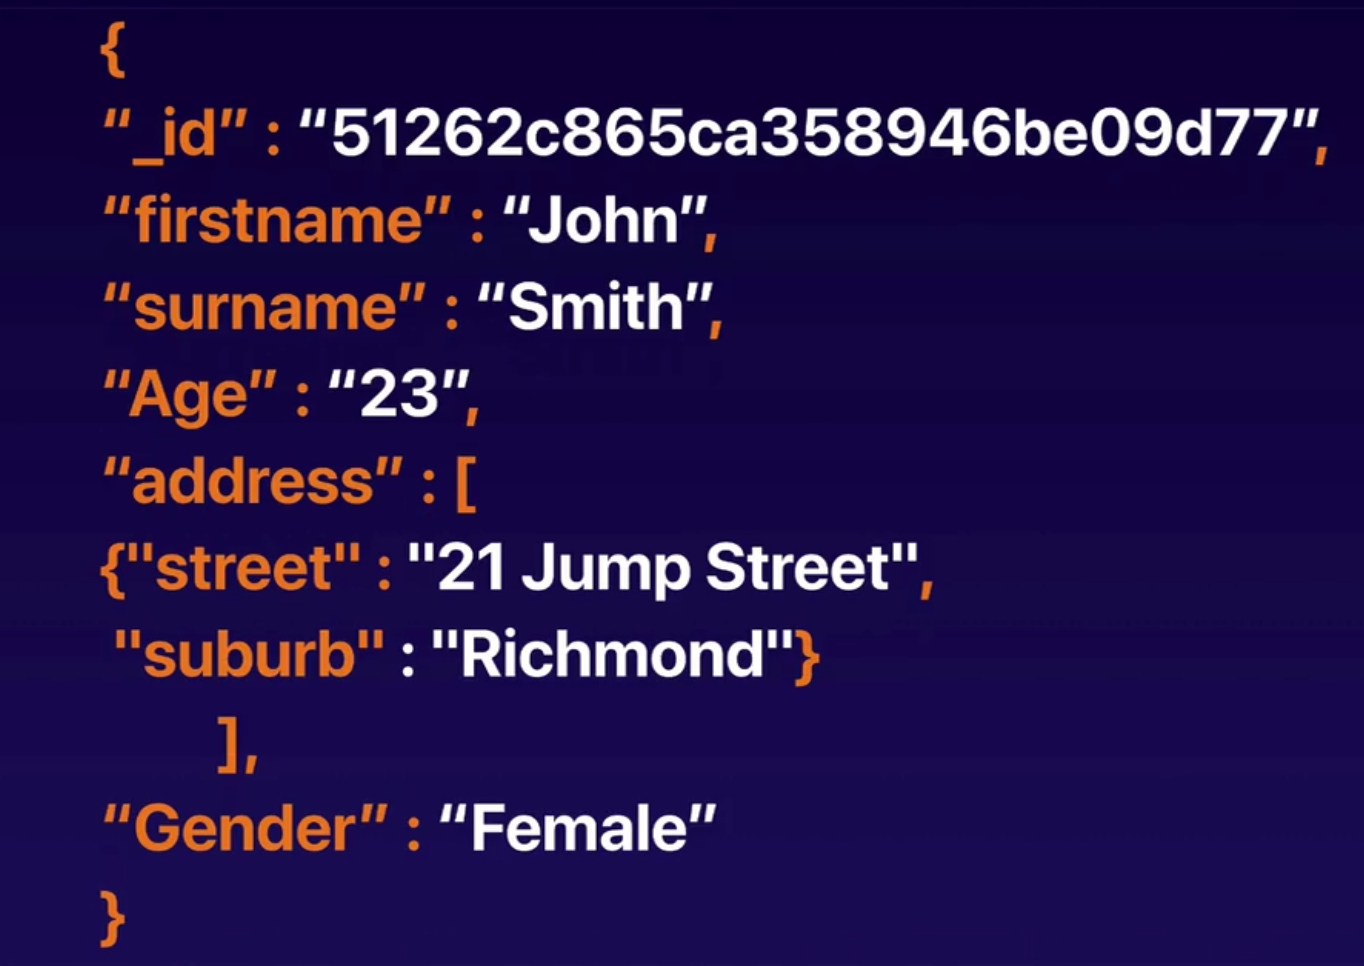 {
“_id” : “51262c865ca358946be09d77”,
“firstname” : “John”,
“surname” : “Smith”,
“Age” : “23”,
“address” : [
{"street" : "21 Jump Street",
"suburb" : "Richmond"}
],
“Gender” : “Female”
}